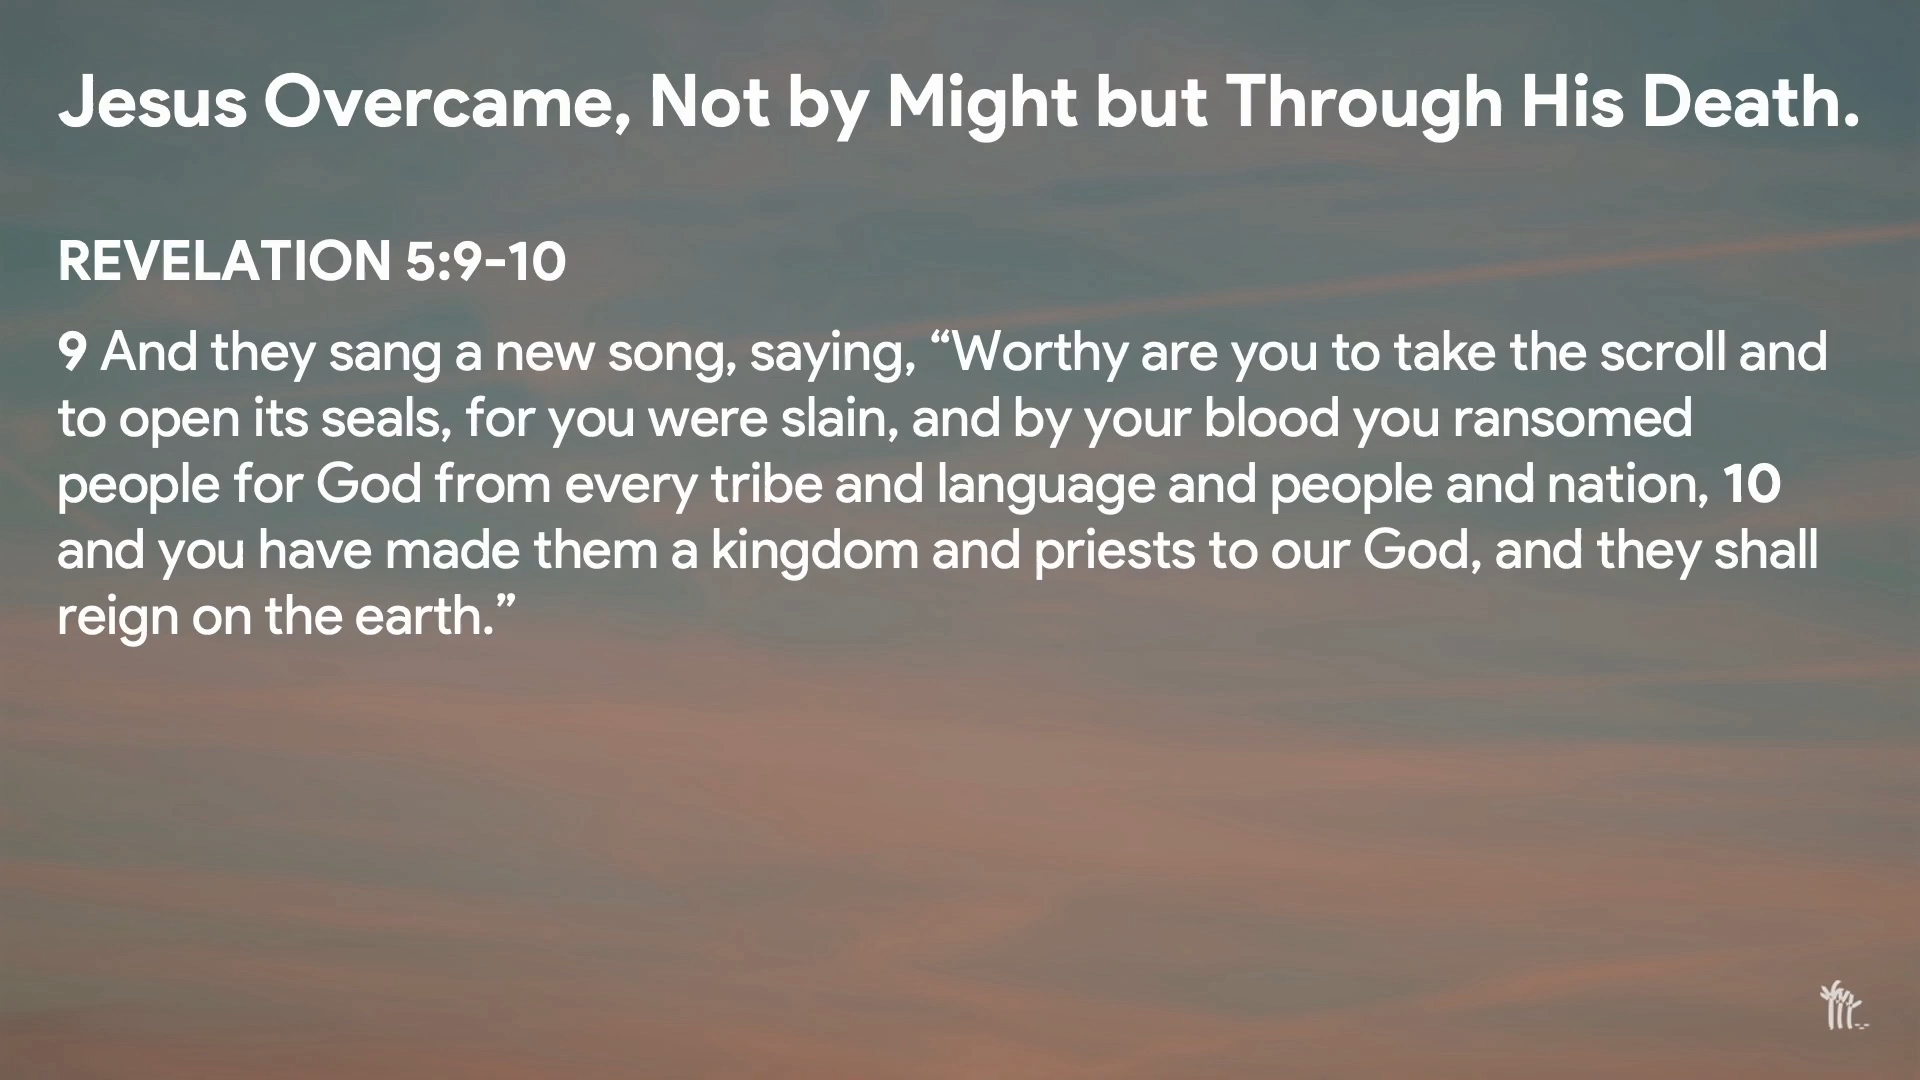 Jesus Overcame, Not by Might but Through His Death.
REVELATION 5:9-10
9 And they sang a new song, saying, “Worthy are you to take the scroll and
to open its seals, for you were slain, and by your blood you ransomed
people for God from every tribe and language and people and nation, 10
and you have made them a kingdom and priests to our God, and they shall
reign on the earth.”